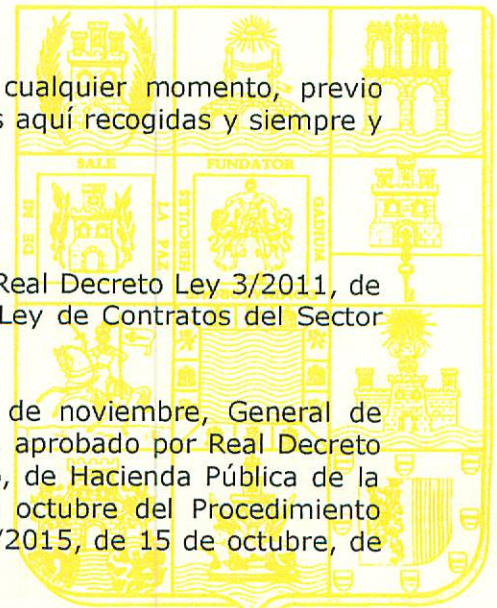 cualquier momento, previo
s aquí recogidas y siempre y
SALE
FUNDATOR
DE MI
LA PAZ
HERCULES
GADIUM
Real Decreto Ley 3/2011, de
Ley de Contratos del Sector
de noviembre, General de
aprobado por Real Decreto
o, de Hacienda Pública de la
octubre del Procedimiento
/2015, de 15 de octubre, de